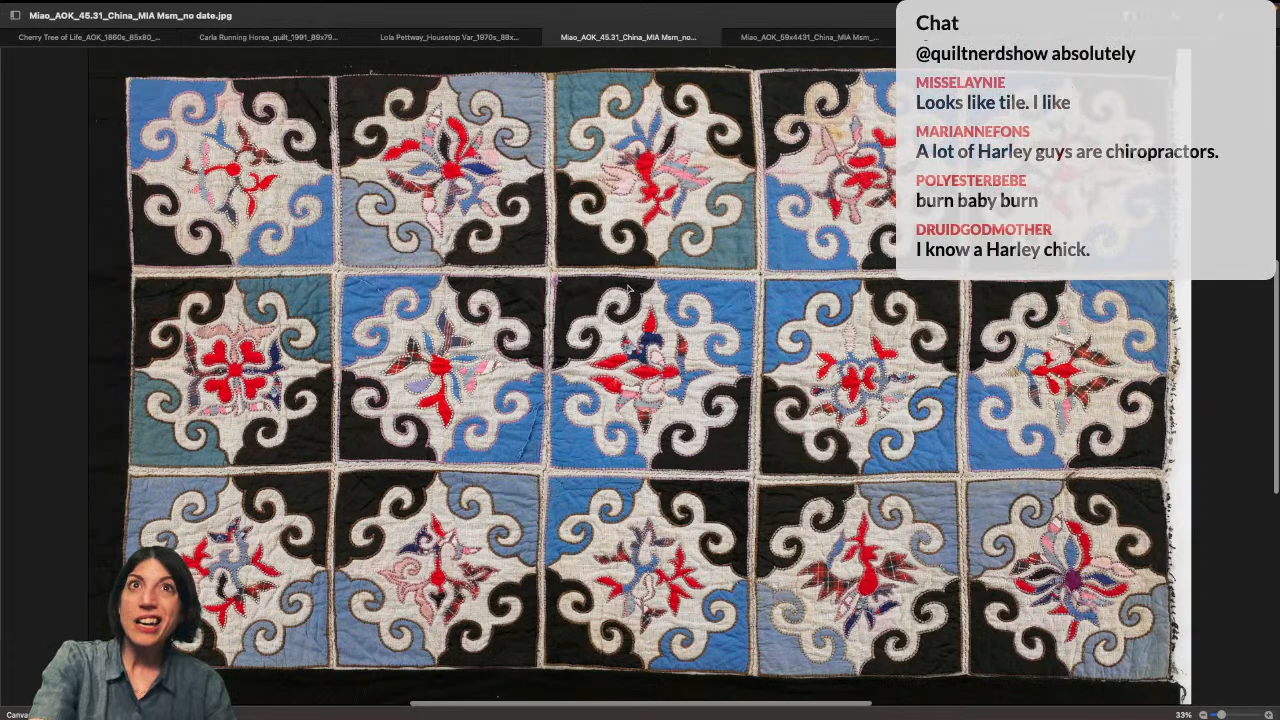 Miao_AOK_45.31_China_MIA Msm_no date.jpg
Cherry Tree of Life_AOK_1860s_85x80_...
Carla Running Horse_quilt_1991_89x79...
Lola Pettway_Housetop Var_1970s_88x...
Miao_AOK_45.31_China_MIA Msm_no...
Miao_AOK_59x4431_China_MIA Msm_...
Chat
@quiltnerdshow absolutely
MISSELAYNIE
Looks like tile. I like
MARIANNEFONS
A lot of Harley guys are chiropractors.
POLYESTERBEBE
burn baby burn
DRUIDGODMOTHER
I know a Harley chick.
Canva
33%